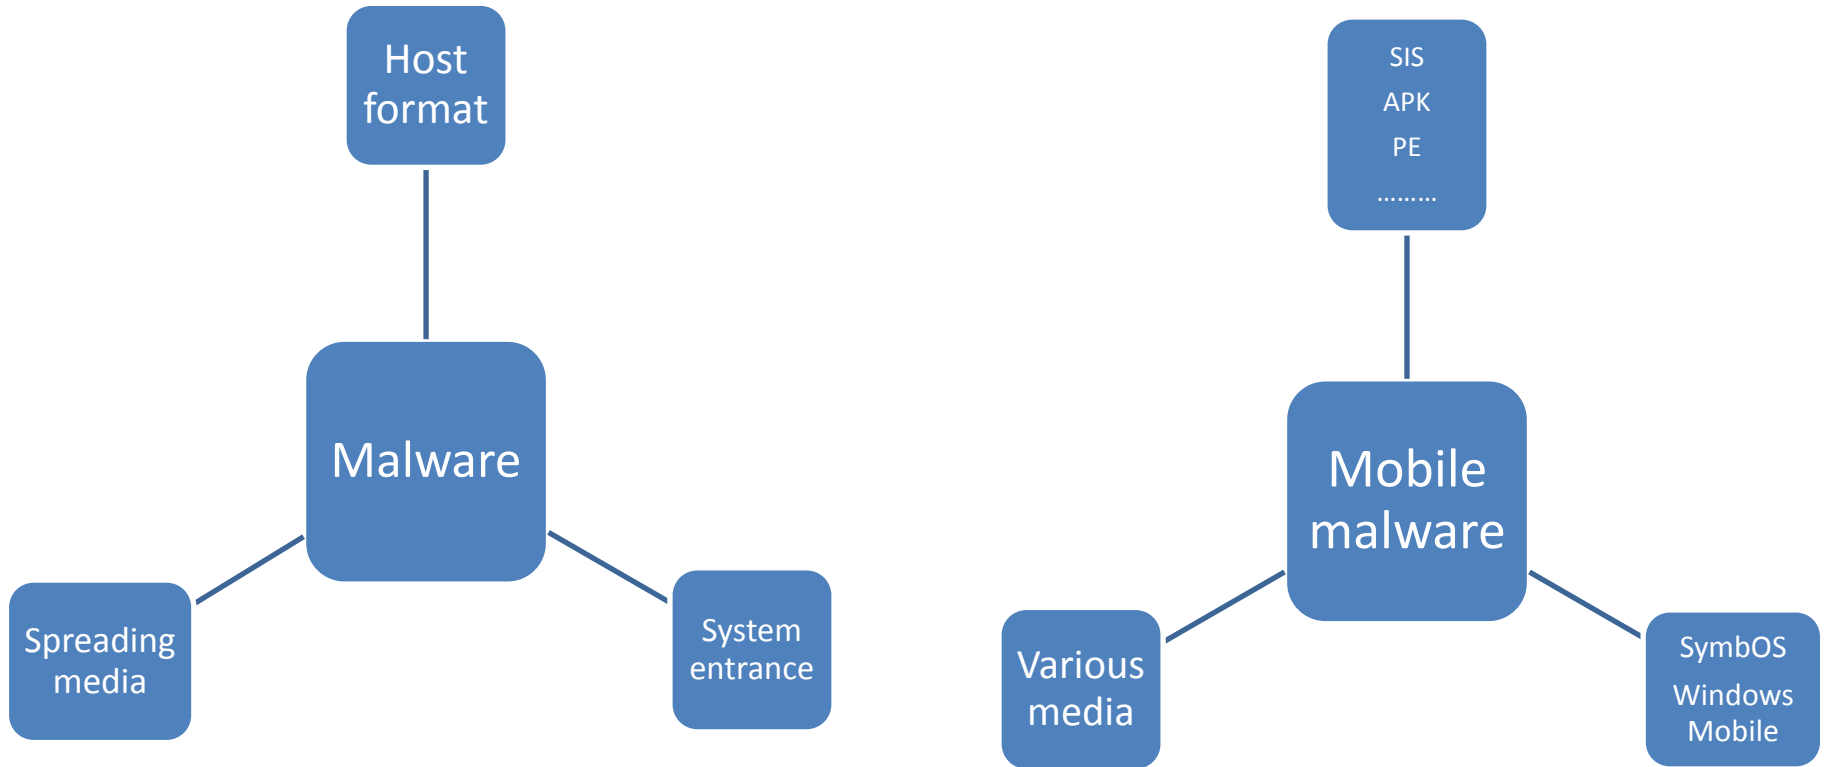 Host
format
Malware
Spreading
media
System
entrance
SIS
APK
PE
………
Mobile
malware
Various
media
SymbOS
Windows
Mobile